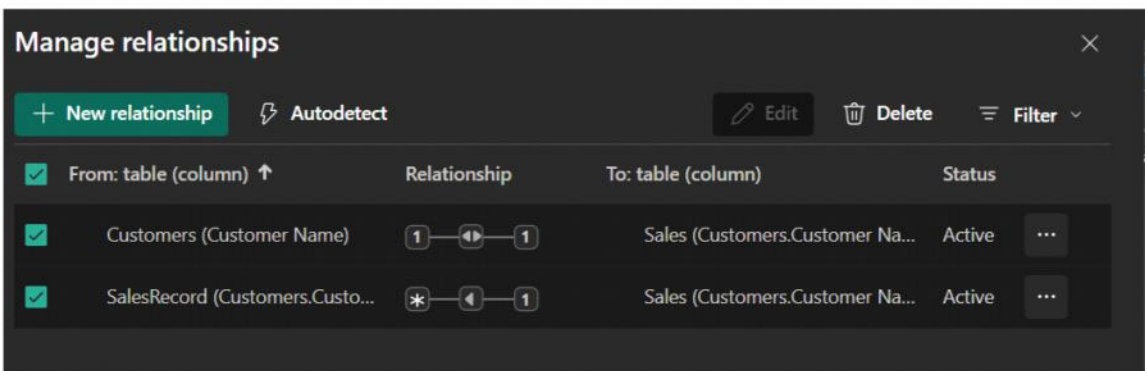 Manage relationships
New relationship Autodetect Edit Delete Filter
From: table (column) Relationship To: table (column) Status
Customers (Customer Name) 1 1 Sales (Customers.Customer Na... Active ...
SalesRecord (Customers.Custo... * 1 Sales (Customers.Customer Na... Active ...